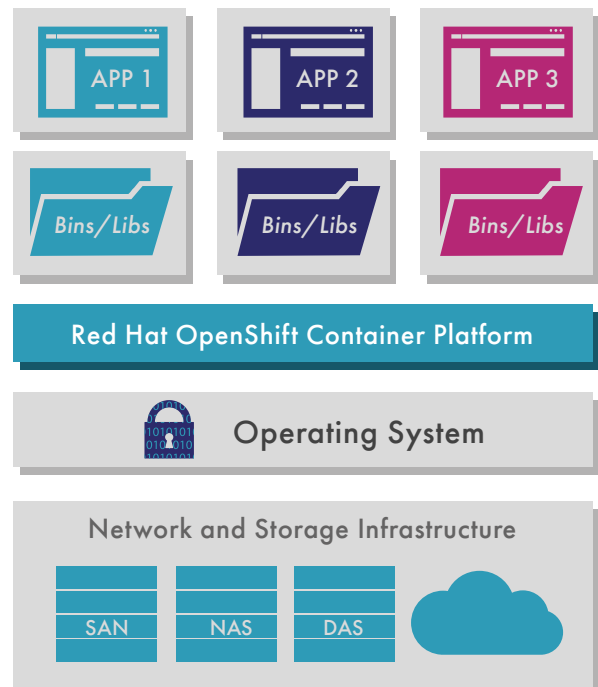 APP 1
APP 2
APP 3
Bins/Libs
Bins/Libs
Bins/Libs
Red Hat OpenShift Container Platform
Operating System
Network and Storage Infrastructure
SAN
NAS
DAS